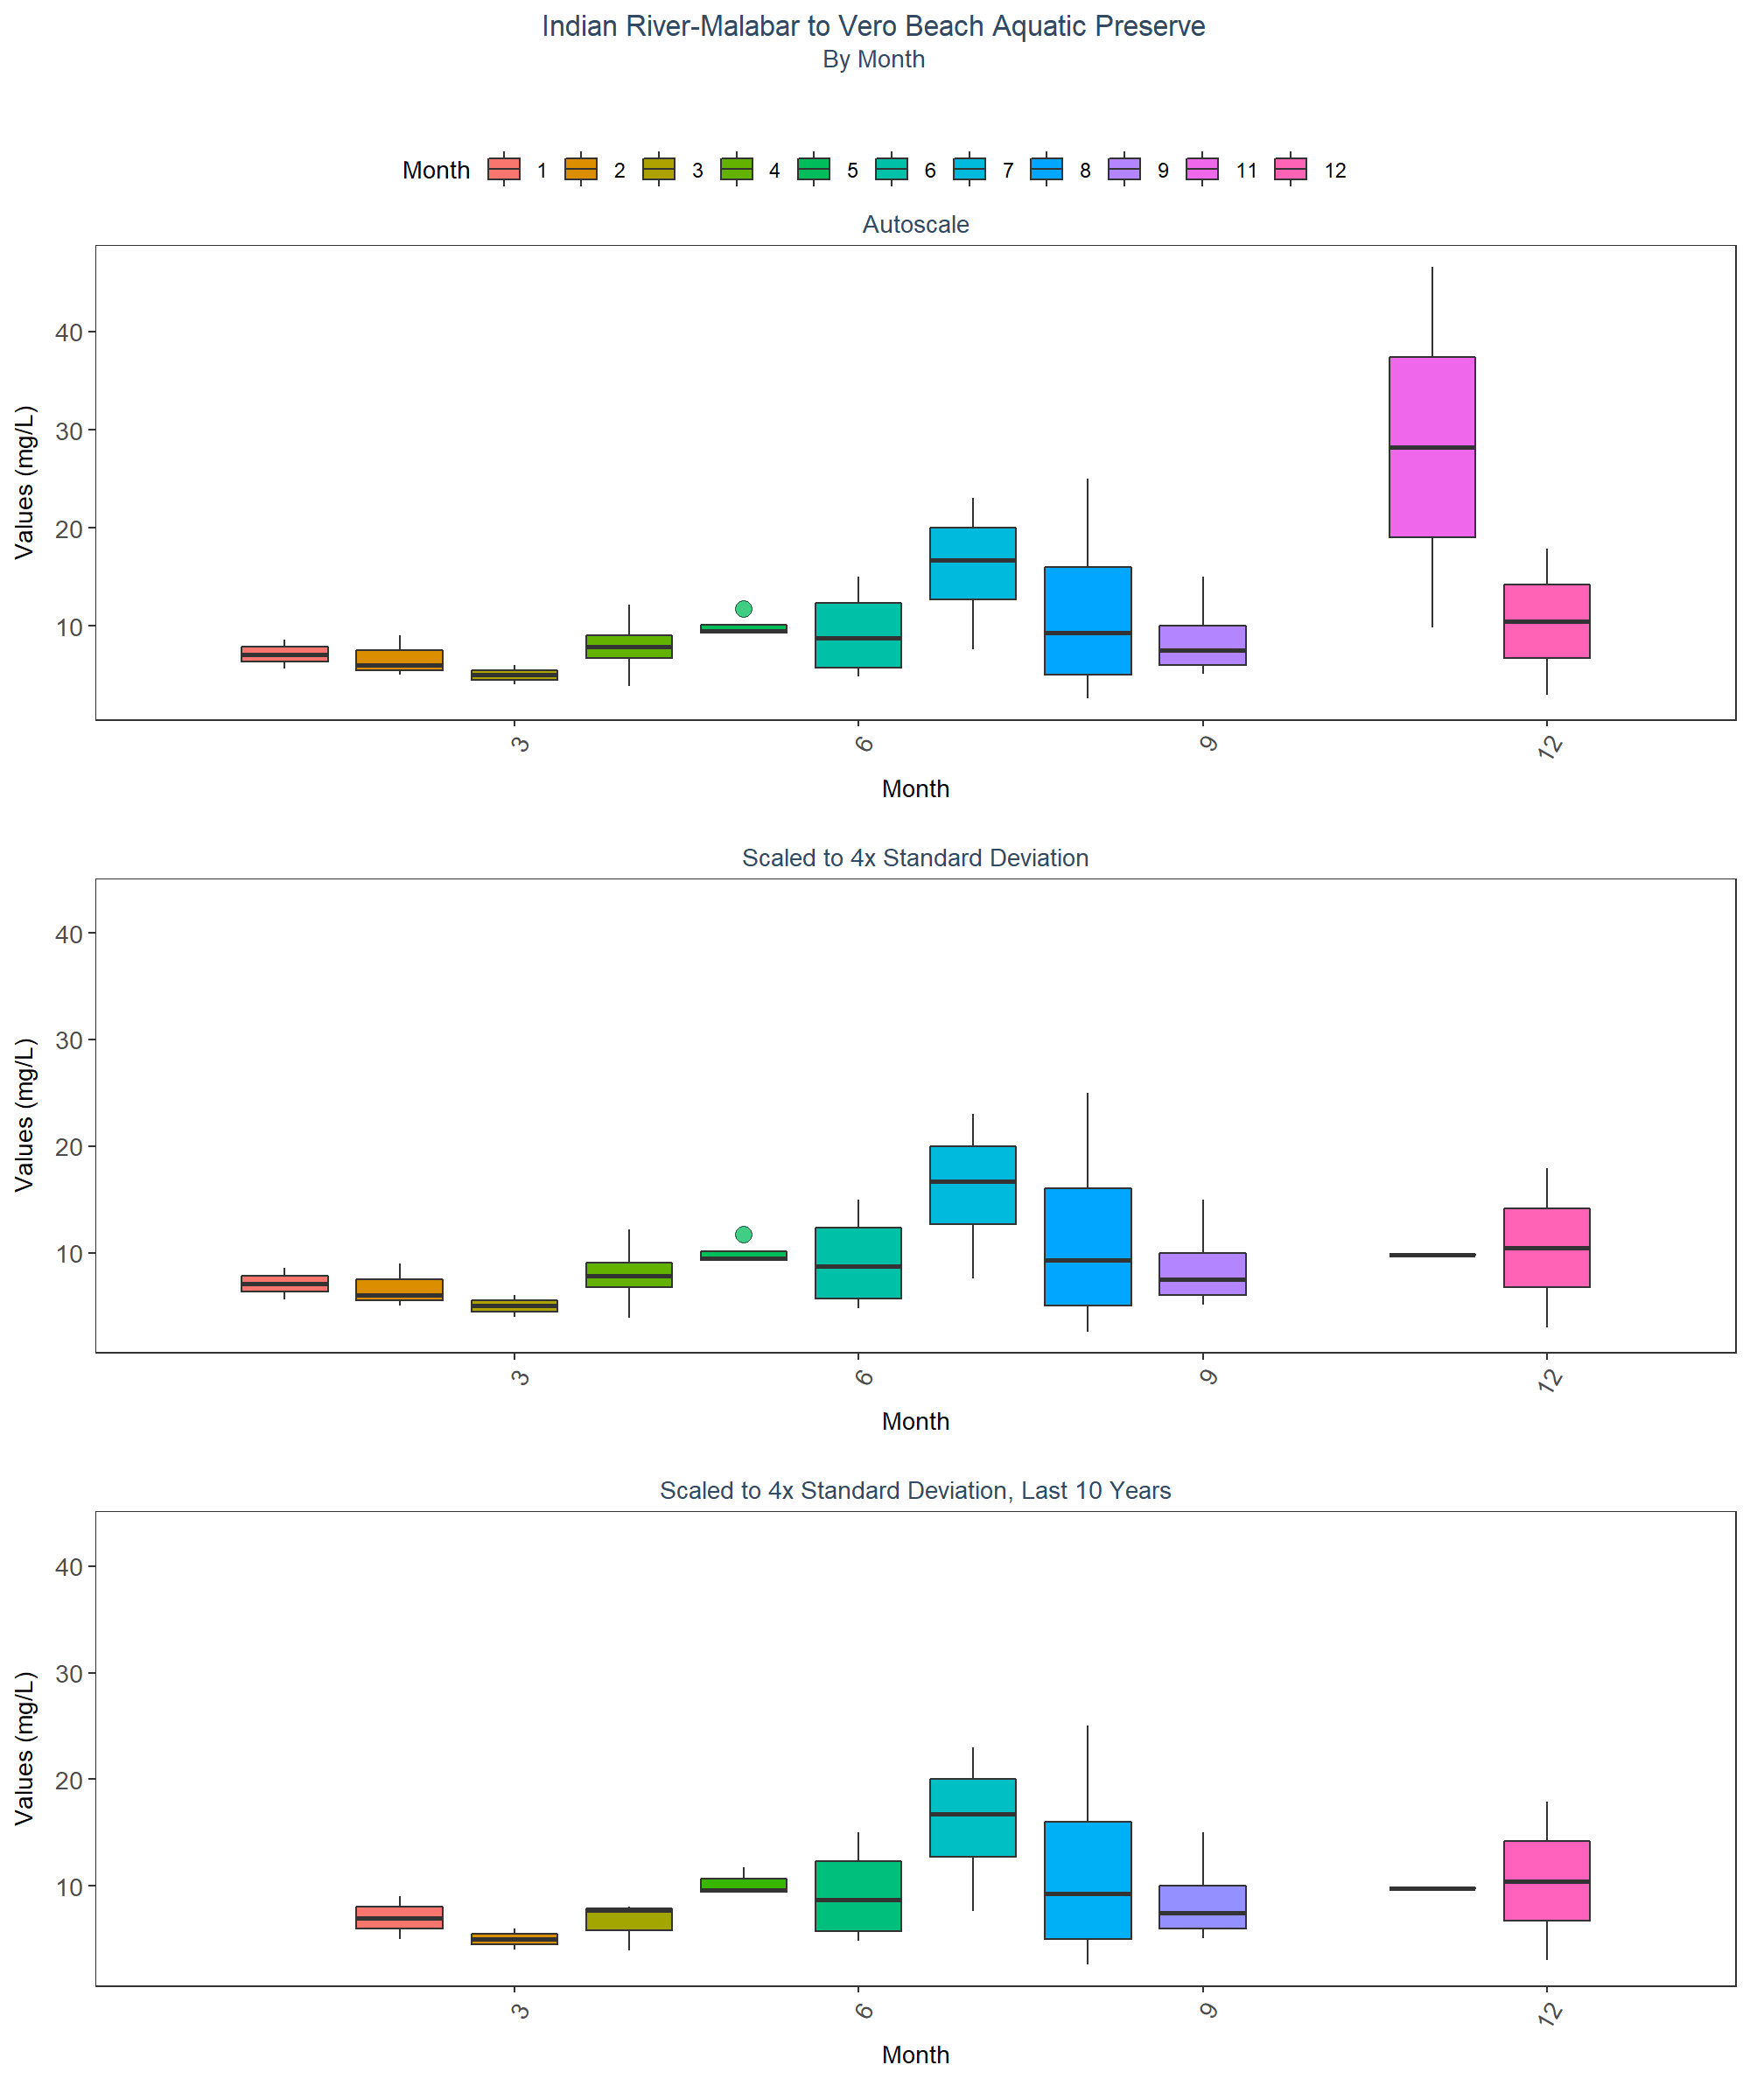 Indian River-Malabar to Vero Beach Aquatic Preserve
By Month
Month 1 2 3 4 5 6 7 8 9 11 12
Autoscale
Values (mg/L)
40
30
20
10
3 6 9 12
Month
Scaled to 4x Standard Deviation
Values (mg/L)
40
30
20
10
3 6 9 12
Month
Scaled to 4x Standard Deviation, Last 10 Years
Values (mg/L)
40
30
20
10
3 6 9 12
Month